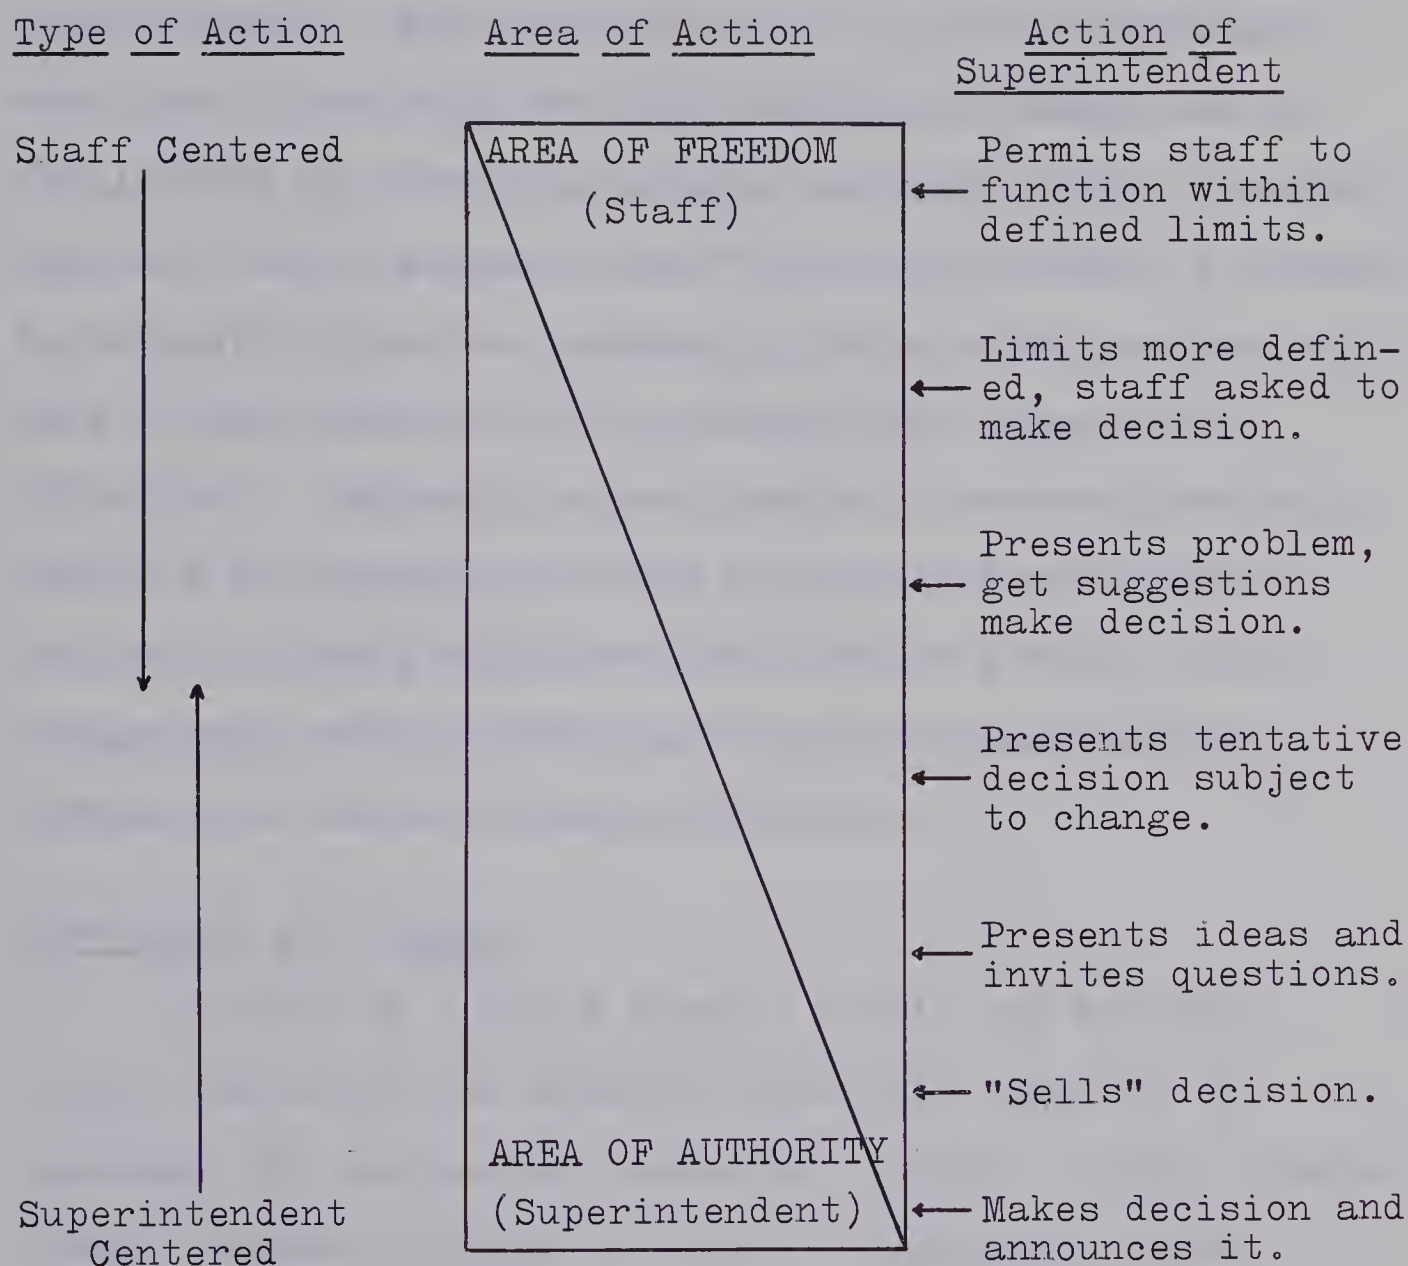 Type of Action
Area of Action
Action of
Superintendent
Staff Centered
Superintendent
Centered
AREA OF FREEDOM
(Staff)
AREA OF AUTHORITY
(Superintendent)
Permits staff to
function within
defined limits.
Limits more defin-
ed, staff asked to
make decision.
Presents problem,
get suggestions
make decision.
Presents tentative
decision subject
to change.
Presents ideas and
invites questions.
"Sells" decision.
Makes decision and
announces it.